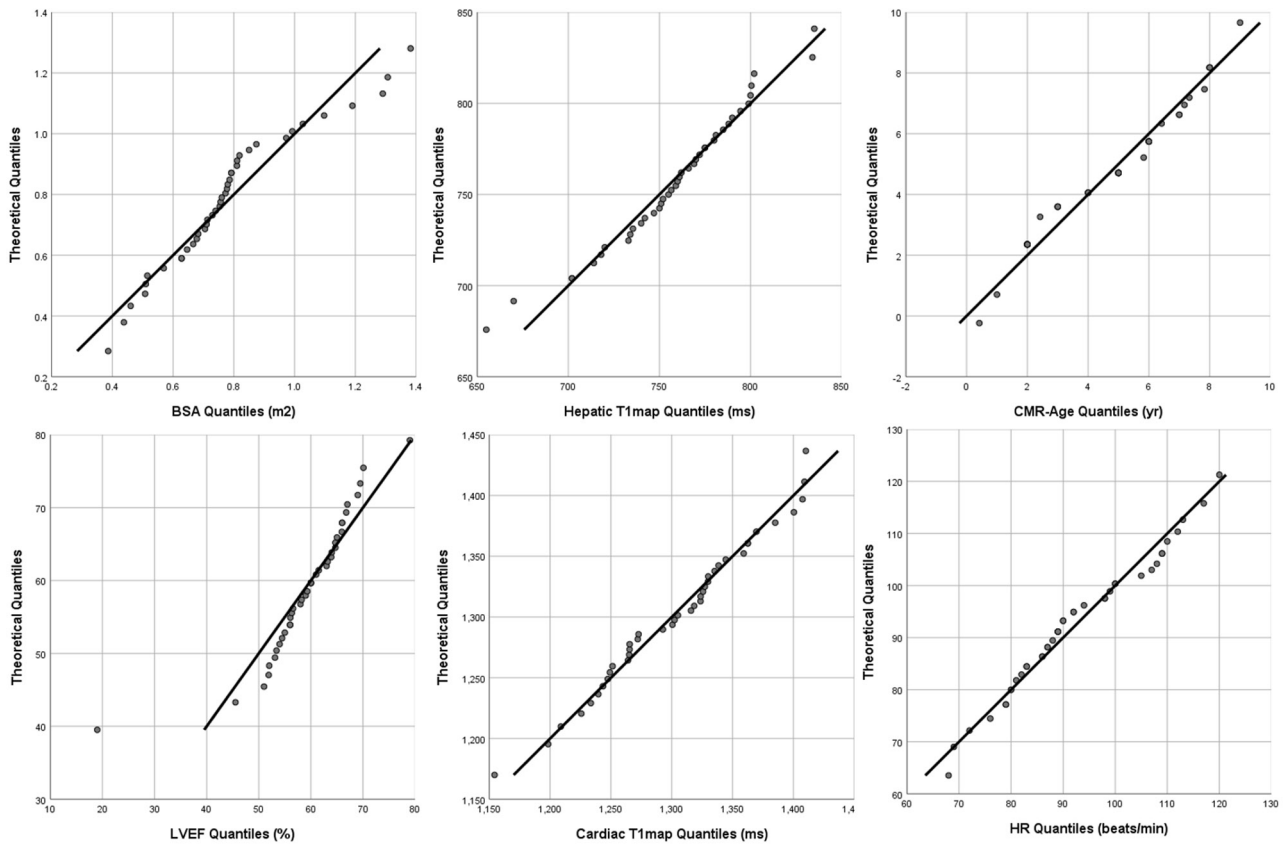 1.4
1.2
1.0
0.8
0.6
0.4
0.2
Theoretical Quantiles
0.2 0.4 0.6 0.8 1.0 1.2 1.4
BSA Quantiles (m2)
850
800
750
700
650
Theoretical Quantiles
650 700 750 800 850
Hepatic T1map Quantiles (ms)
10
8
6
4
2
0
-2
Theoretical Quantiles
-2 0 2 4 6 8 10
CMR-Age Quantiles (yr)
80
70
60
50
40
30
Theoretical Quantiles
10 20 30 40 50 60 70 80
LVEF Quantiles (%)
1,450
1,400
1,350
1,300
1,250
1,200
1,150
Theoretical Quantiles
1,150 1,200 1,250 1,300 1,350 1,400 1,4
Cardiac T1map Quantiles (ms)
130
120
110
100
90
80
70
60
Theoretical Quantiles
60 70 80 90 100 110 120 130
HR Quantiles (beats/min)